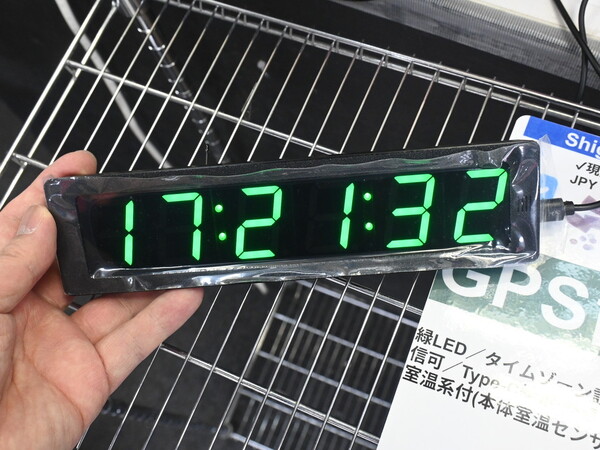 17:21:32
Shig
✓現
JPY
GPS
緑LED／タイムゾーン
信可／Type
室温系付(本体室温センサ